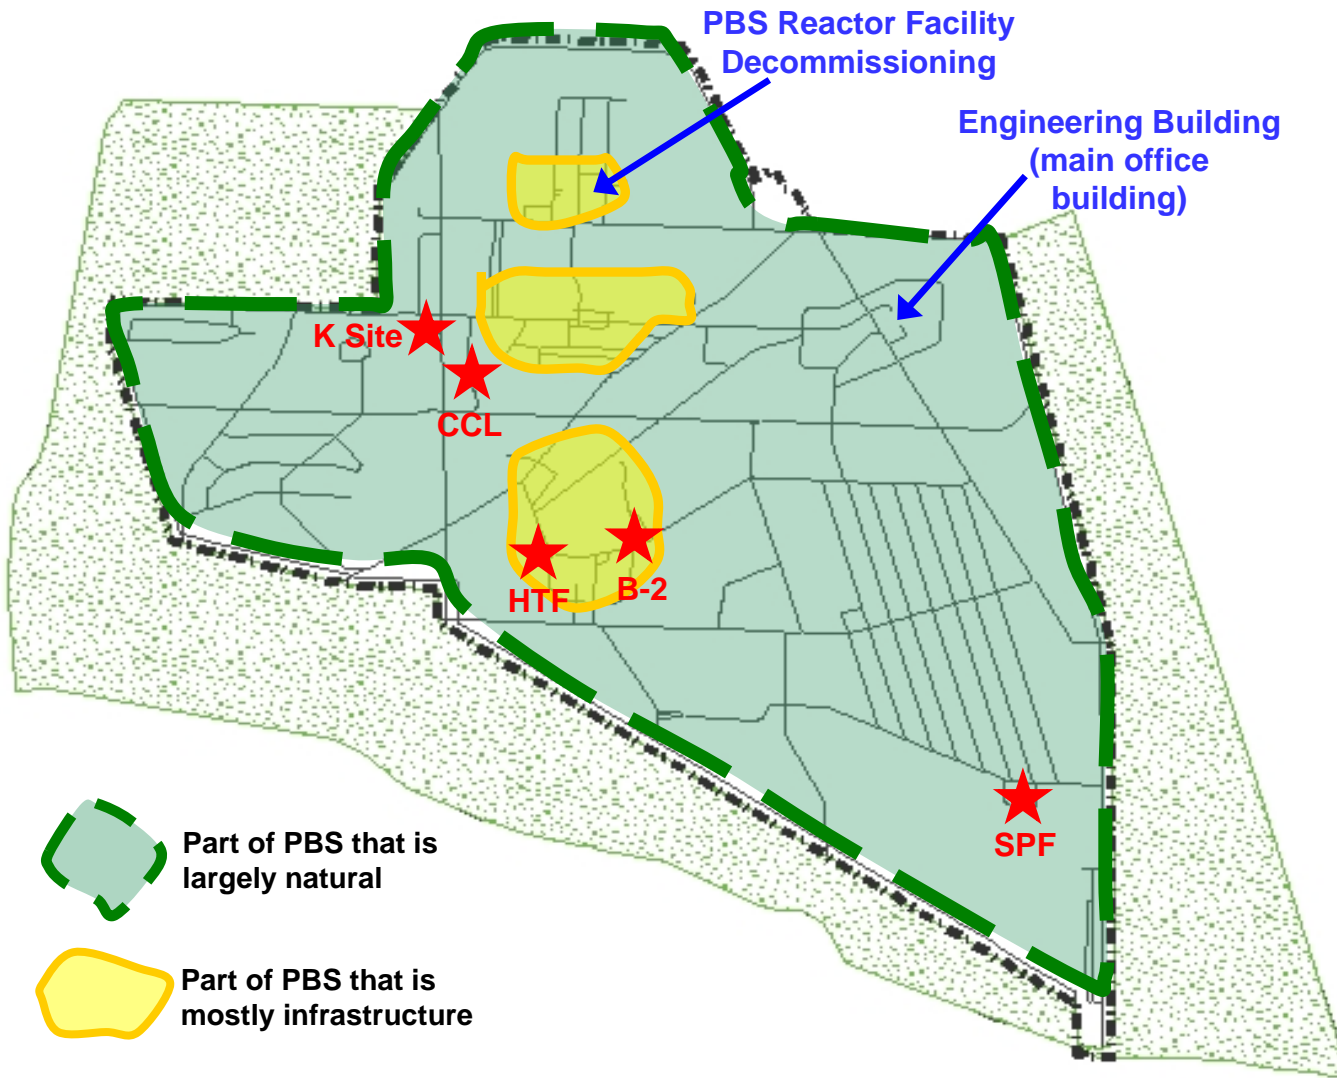 PBS Reactor Facility
Decommissioning
Engineering Building
(main office
building)
K Site
CCL
HTF
B-2
SPF
Part of PBS that is
largely natural
Part of PBS that is
mostly infrastructure